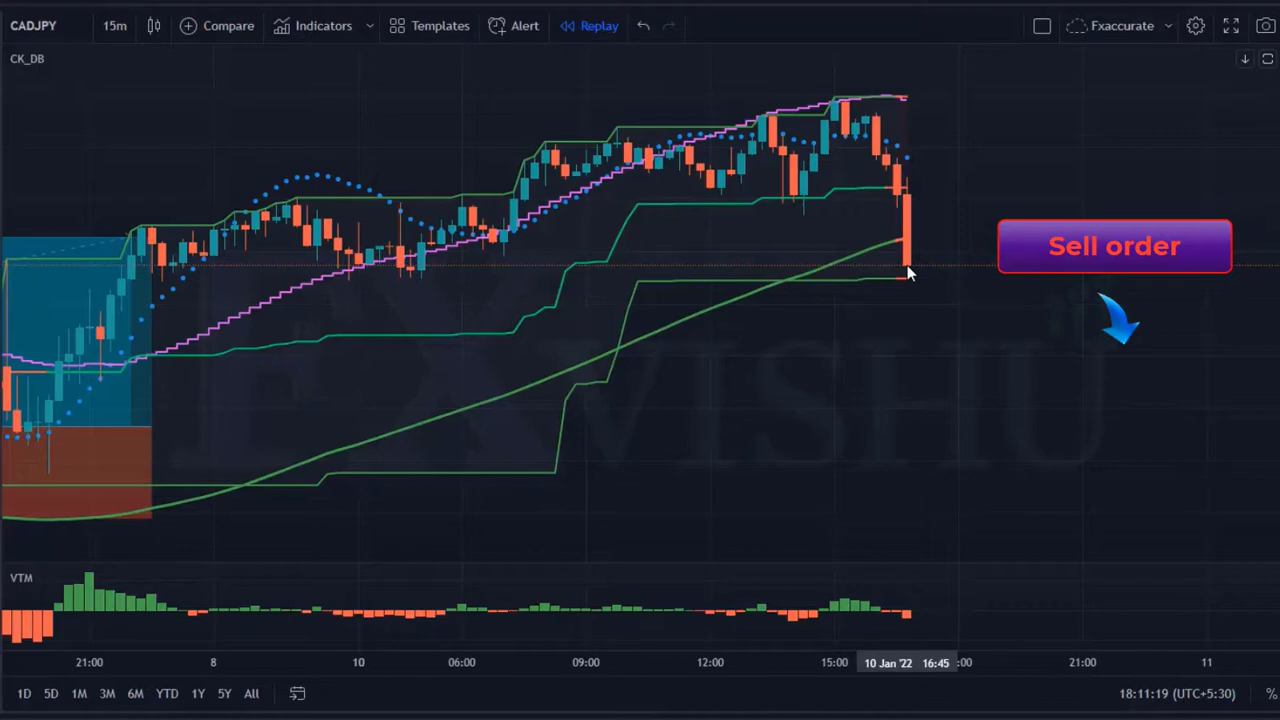 CADJPY 15m Compare Indicators Templates Alert Replay Fxaccurate
CK_DB
Sell order
FXVISHU
VTM
21:00 8 10 06:00 09:00 12:00 15:00 10 Jan '22 16:45 :00 21:00 11
1D 5D 1M 3M 6M YTD 1Y 5Y All 18:11:19 (UTC+5:30) %